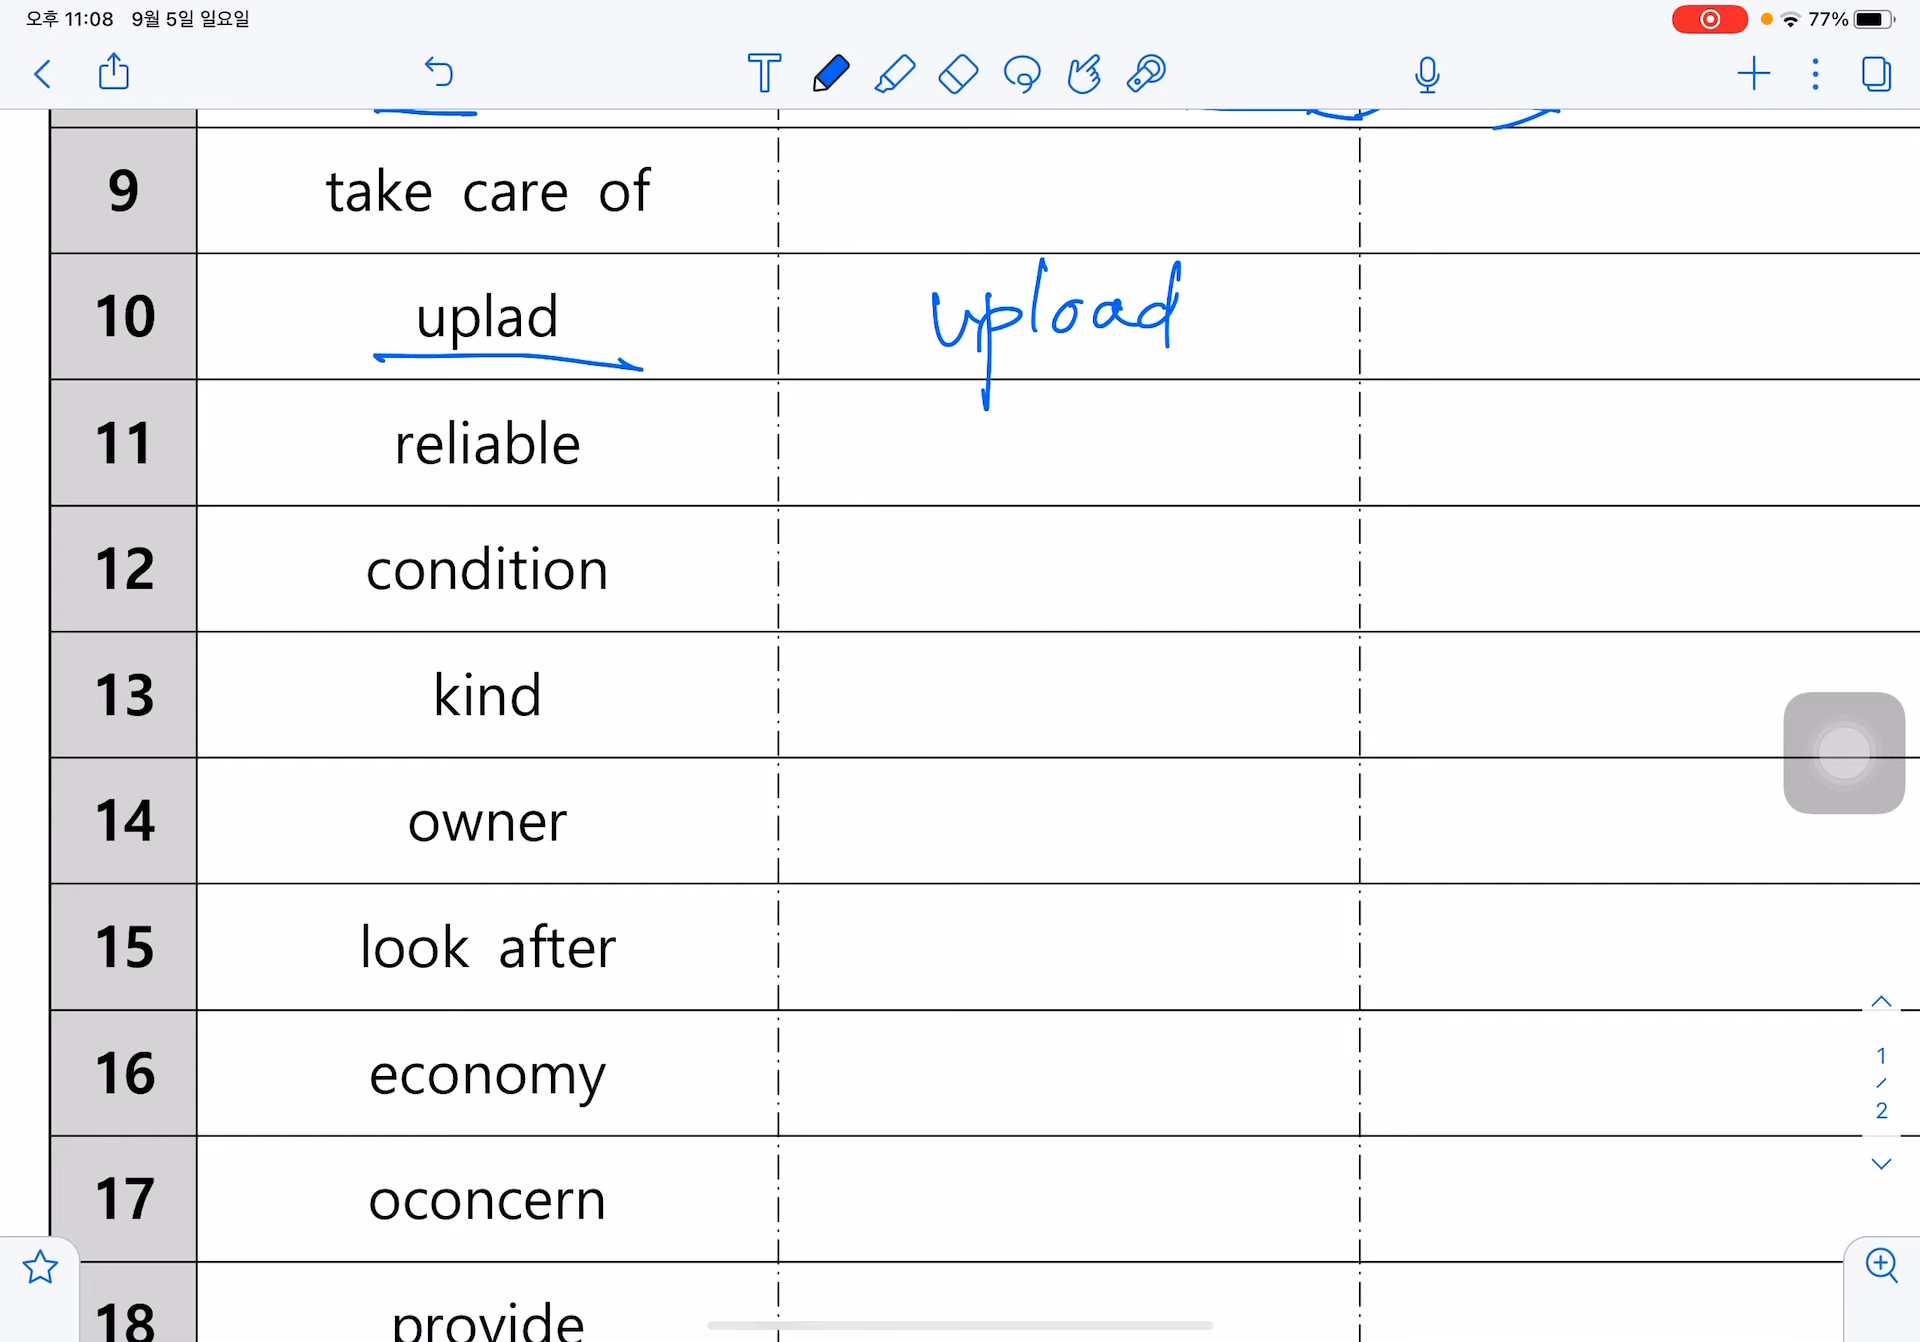 오후 11:08 9월 5일 일요일 77%
9 take care of
10 uplad upload
11 reliable
12 condition
13 kind
14 owner
15 look after
16 economy
17 oconcern
18 provide
1
/
2